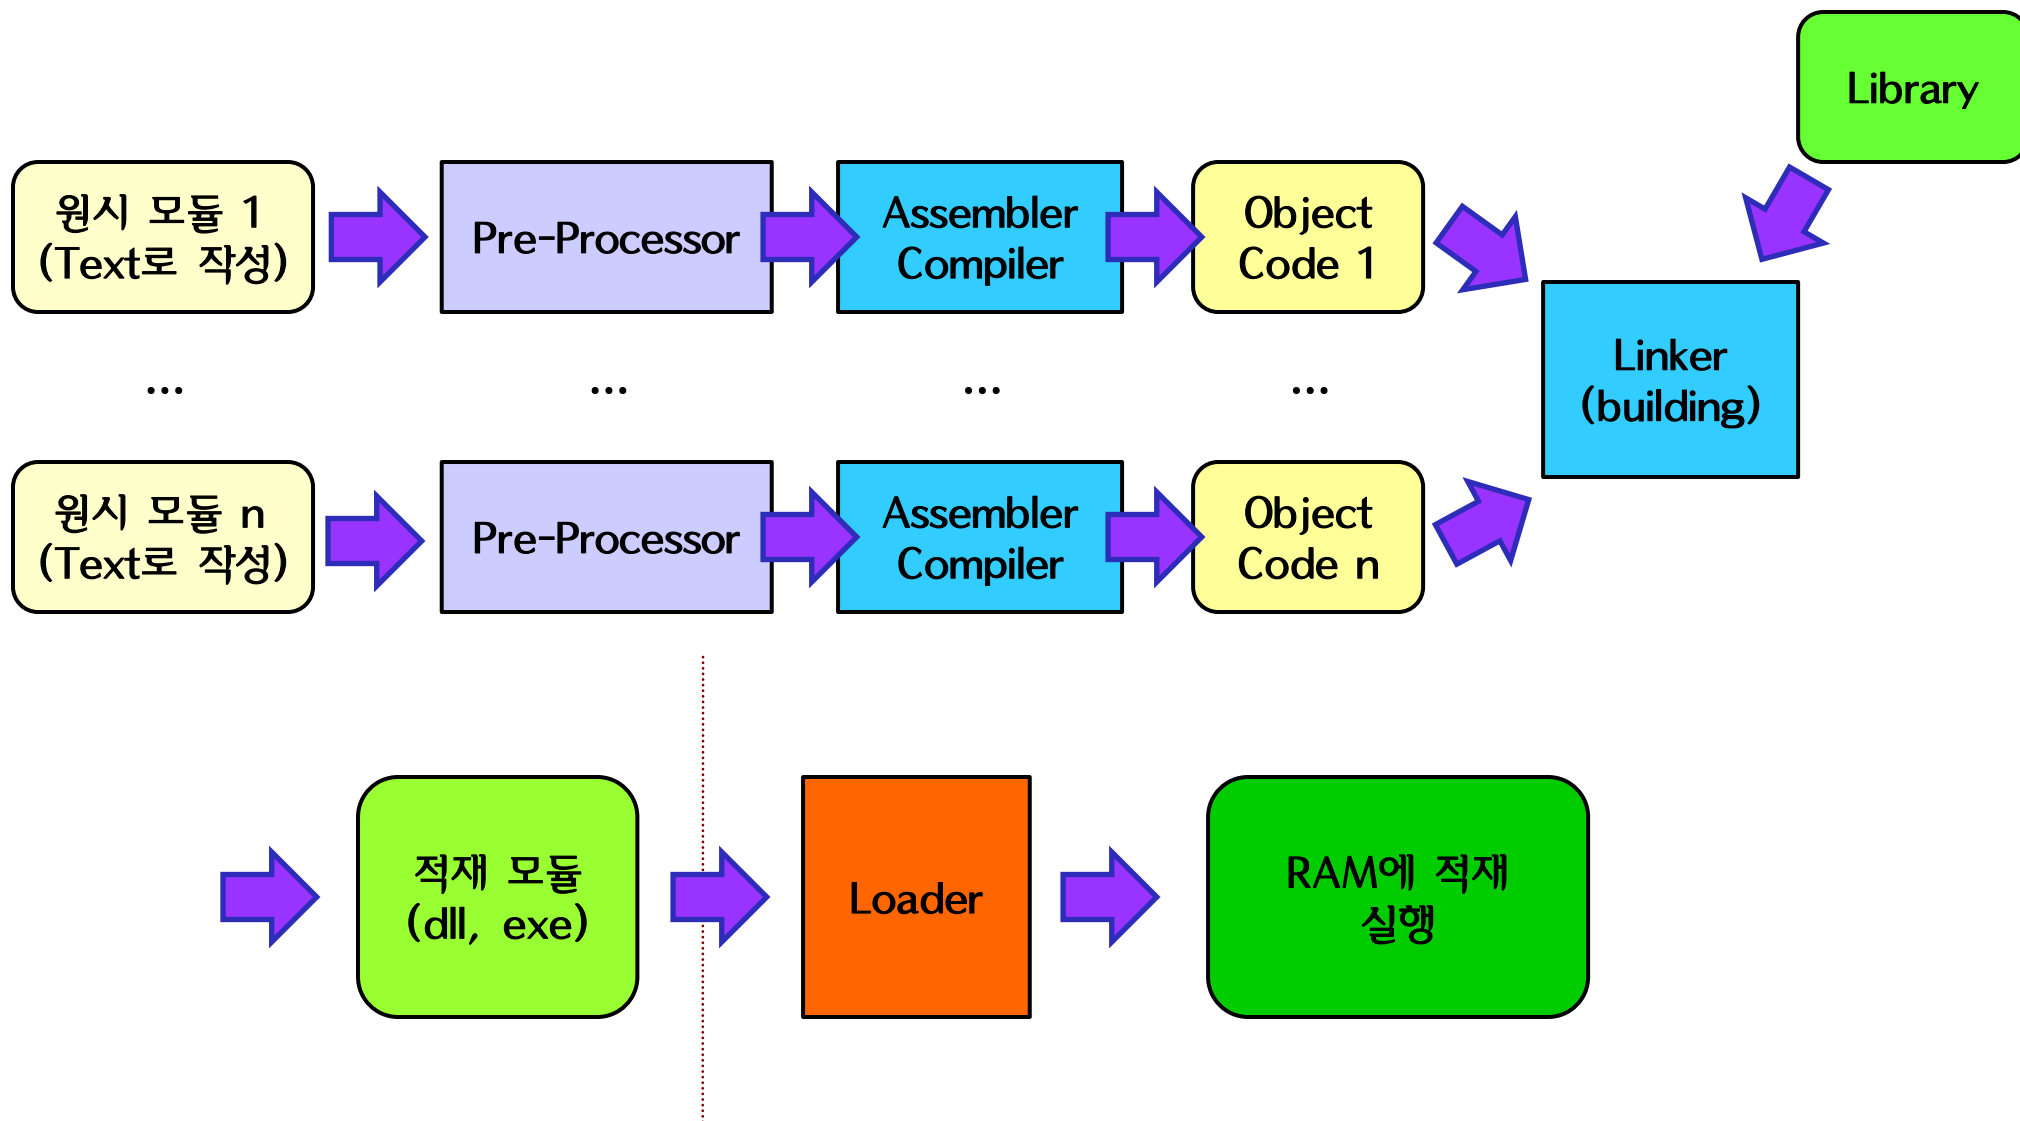 Library
원시 모듈 1
(Text로 작성)
Pre-Processor
Assembler
Compiler
Object
Code 1
Linker
(building)
...
...
...
...
원시 모듈 n
(Text로 작성)
Pre-Processor
Assembler
Compiler
Object
Code n
적재 모듈
(dll, exe)
Loader
RAM에 적재
실행